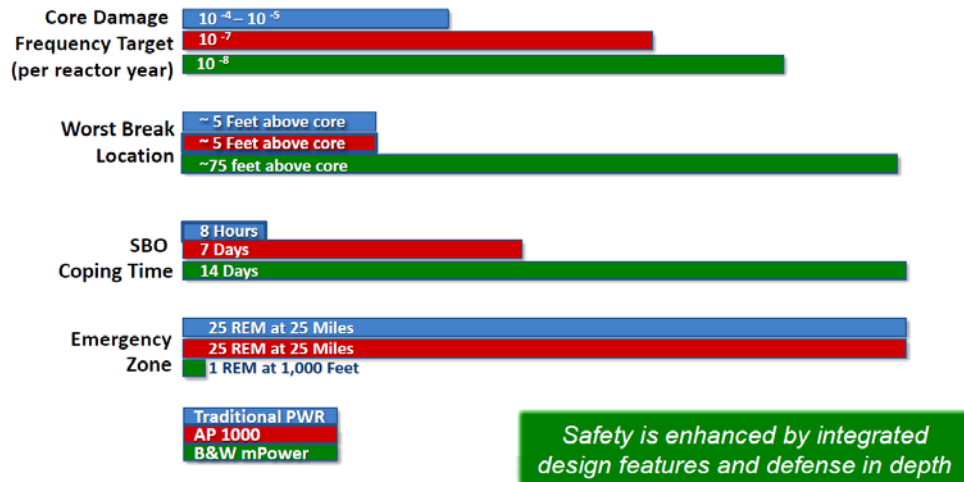 Core Damage
Frequency Target
(per reactor year)
10 -4 – 10 -5
10 -7
10 -8
Worst Break
Location
~ 5 Feet above core
~ 5 Feet above core
~75 feet above core
SBO
Coping Time
8 Hours
7 Days
14 Days
Emergency
Zone
25 REM at 25 Miles
25 REM at 25 Miles
1 REM at 1,000 Feet
Traditional PWR
AP 1000
B&W mPower
Safety is enhanced by integrated
design features and defense in depth